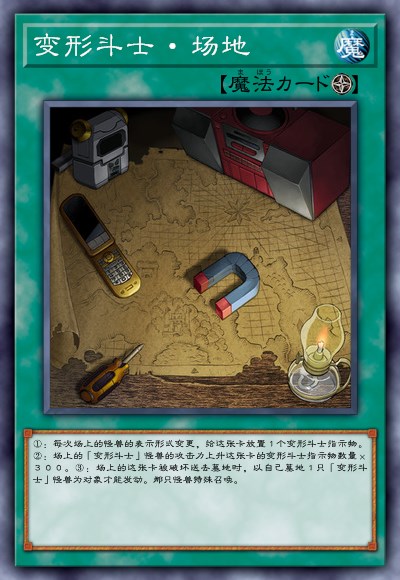 变形斗士・场地
魔
【魔法カード】
まほう
①：每次场上的怪兽的表示形式变更，给这张卡放置1个变形斗士指示物。
②：场上的「变形斗士」怪兽的攻击力上升这张卡的变形斗士指示物数量×
３００。③：场上的这张卡被破坏送去墓地时，以自己墓地1只「变形斗
士」怪兽为对象才能发动。那只怪兽特殊召唤。